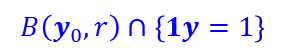 B(𝒚₀, r) ∩ {𝟏𝒚 = 1}